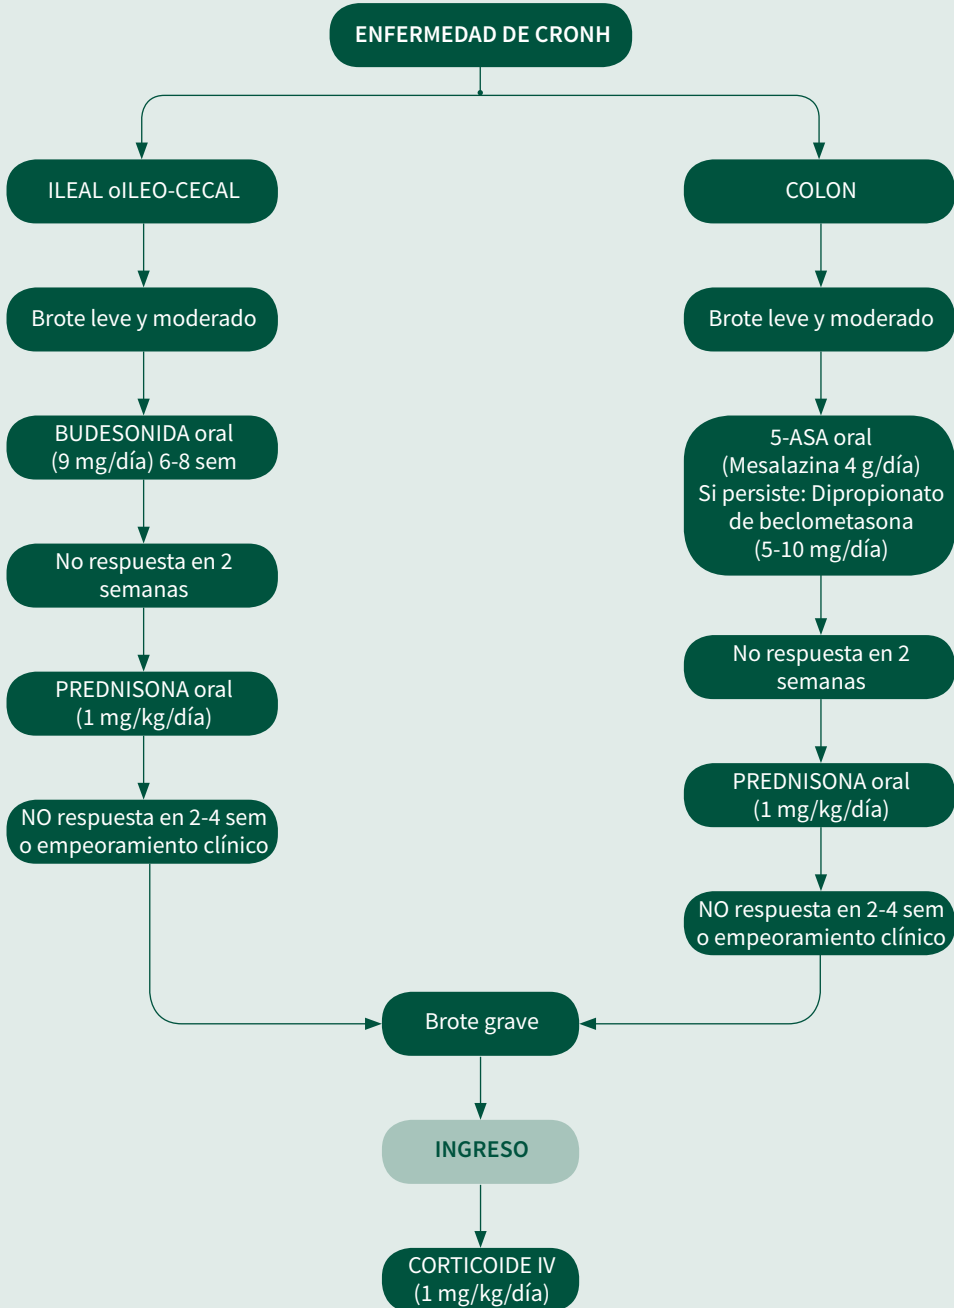 ENFERMEDAD DE CRONH
ILEAL oILEO-CECAL
Brote leve y moderado
BUDESONIDA oral
(9 mg/día) 6-8 sem
No respuesta en 2
semanas
PREDNISONA oral
(1 mg/kg/día)
NO respuesta en 2-4 sem
o empeoramiento clínico
COLON
Brote leve y moderado
5-ASA oral
(Mesalazina 4 g/día)
Si persiste: Dipropionato
de beclometasona
(5-10 mg/día)
No respuesta en 2
semanas
PREDNISONA oral
(1 mg/kg/día)
NO respuesta en 2-4 sem
o empeoramiento clínico
Brote grave
INGRESO
CORTICOIDE IV
(1 mg/kg/día)